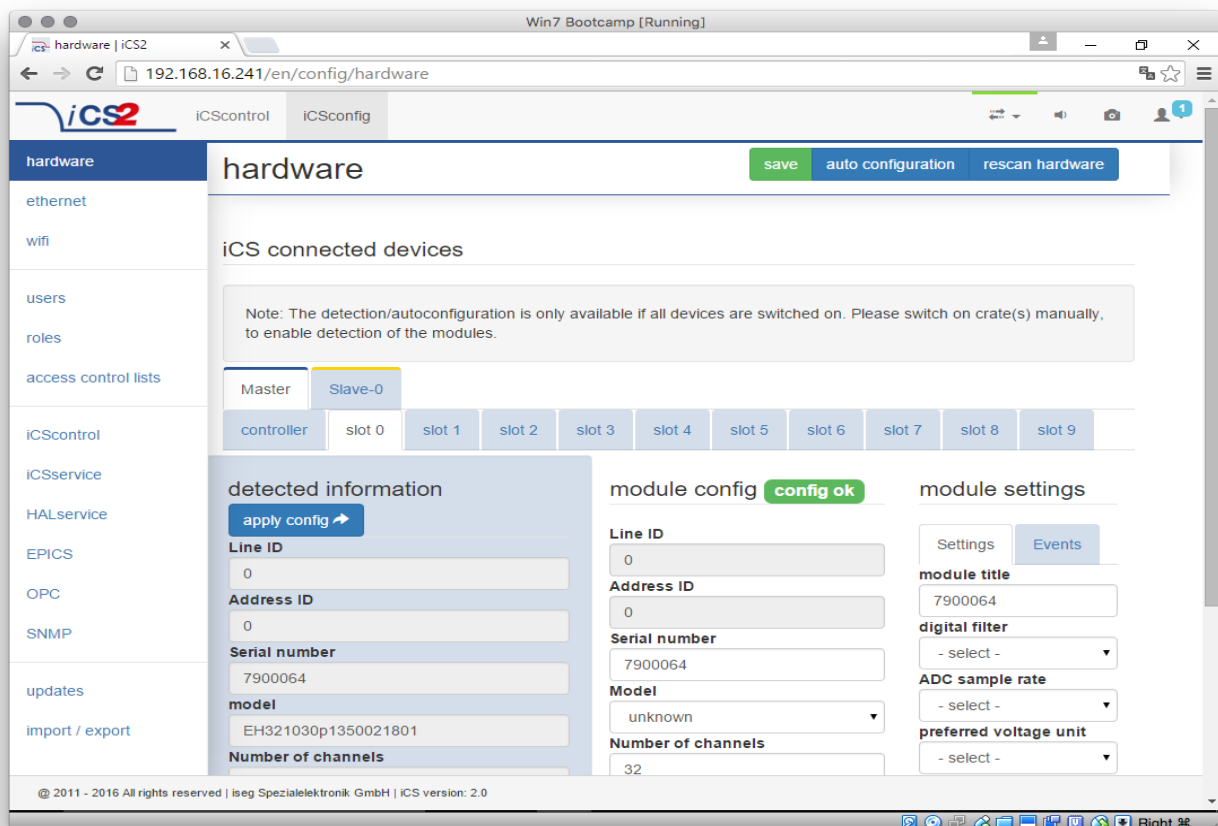 Win7 Bootcamp [Running]
hardware | iCS2
192.168.16.241/en/config/hardware
iCS2
iCScontrol
iCSconfig
1
hardware
ethernet
wifi
users
roles
access control lists
iCScontrol
iCSservice
HALservice
EPICS
OPC
SNMP
updates
import / export
hardware
save
auto configuration
rescan hardware
iCS connected devices
Note: The detection/autoconfiguration is only available if all devices are switched on. Please switch on crate(s) manually,
to enable detection of the modules.
Master
Slave-0
controller
slot 0
slot 1
slot 2
slot 3
slot 4
slot 5
slot 6
slot 7
slot 8
slot 9
detected information
apply config
Line ID
0
Address ID
0
Serial number
7900064
model
EH321030p1350021801
Number of channels
module config
config ok
Line ID
0
Address ID
0
Serial number
7900064
Model
unknown
Number of channels
32
module settings
Settings
Events
module title
7900064
digital filter
- select -
ADC sample rate
- select -
preferred voltage unit
- select -
@ 2011 - 2016 All rights reserved | iseg Spezialelektronik GmbH | iCS version: 2.0
Right ⌘